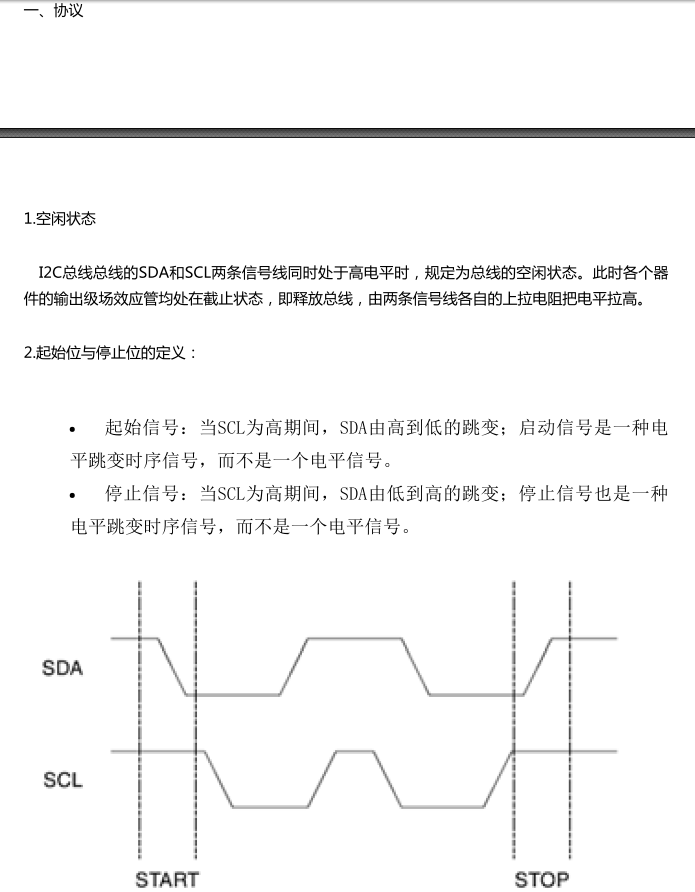 一、协议
1.空闲状态
I2C总线总线的SDA和SCL两条信号线同时处于高电平时，规定为总线的空闲状态。此时各个器
件的输出级场效应管均处在截止状态，即释放总线，由两条信号线各自的上拉电阻把电平拉高。
2.起始位与停止位的定义：
• 起始信号：当SCL为高期间，SDA由高到低的跳变；启动信号是一种电
平跳变时序信号，而不是一个电平信号。
• 停止信号：当SCL为高期间，SDA由低到高的跳变；停止信号也是一种
电平跳变时序信号，而不是一个电平信号。
SDA
SCL
START STOP